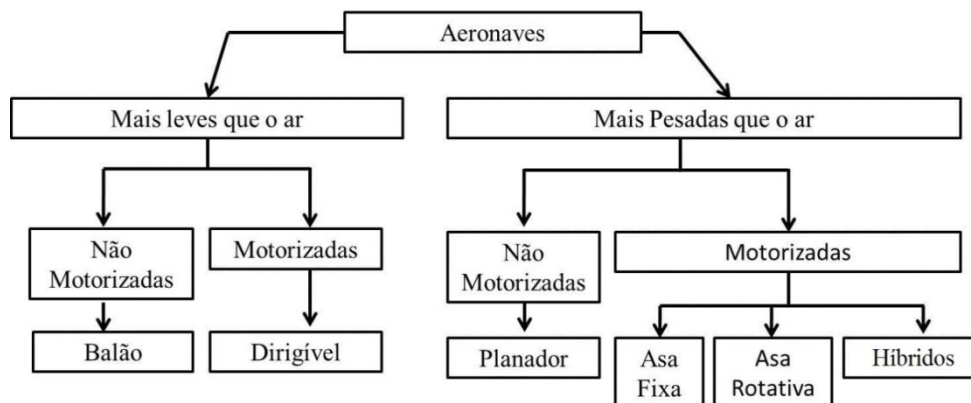 Aeronaves
Mais leves que o ar
Mais Pesadas que o ar
Não
Motorizadas
Motorizadas
Não
Motorizadas
Motorizadas
Balão
Dirigível
Planador
Asa
Fixa
Asa
Rotativa
Híbridos